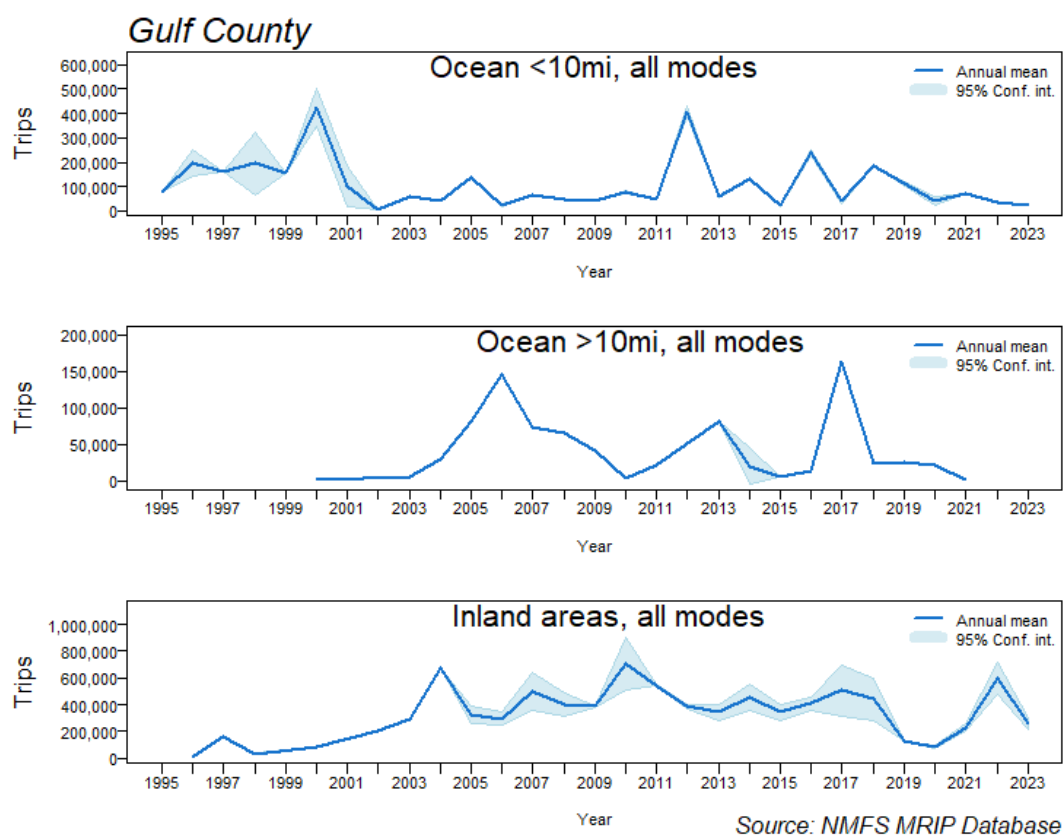 Gulf County
Ocean <10mi, all modes
Annual mean
95% Conf. int.
Trips
600,000
500,000
400,000
300,000
200,000
100,000
0
1995 1997 1999 2001 2003 2005 2007 2009 2011 2013 2015 2017 2019 2021 2023
Year
Ocean >10mi, all modes
Annual mean
95% Conf. int.
Trips
200,000
150,000
100,000
50,000
0
1995 1997 1999 2001 2003 2005 2007 2009 2011 2013 2015 2017 2019 2021 2023
Year
Inland areas, all modes
Annual mean
95% Conf. int.
Trips
1,000,000
800,000
600,000
400,000
200,000
0
1995 1997 1999 2001 2003 2005 2007 2009 2011 2013 2015 2017 2019 2021 2023
Year
Source: NMFS MRIP Database